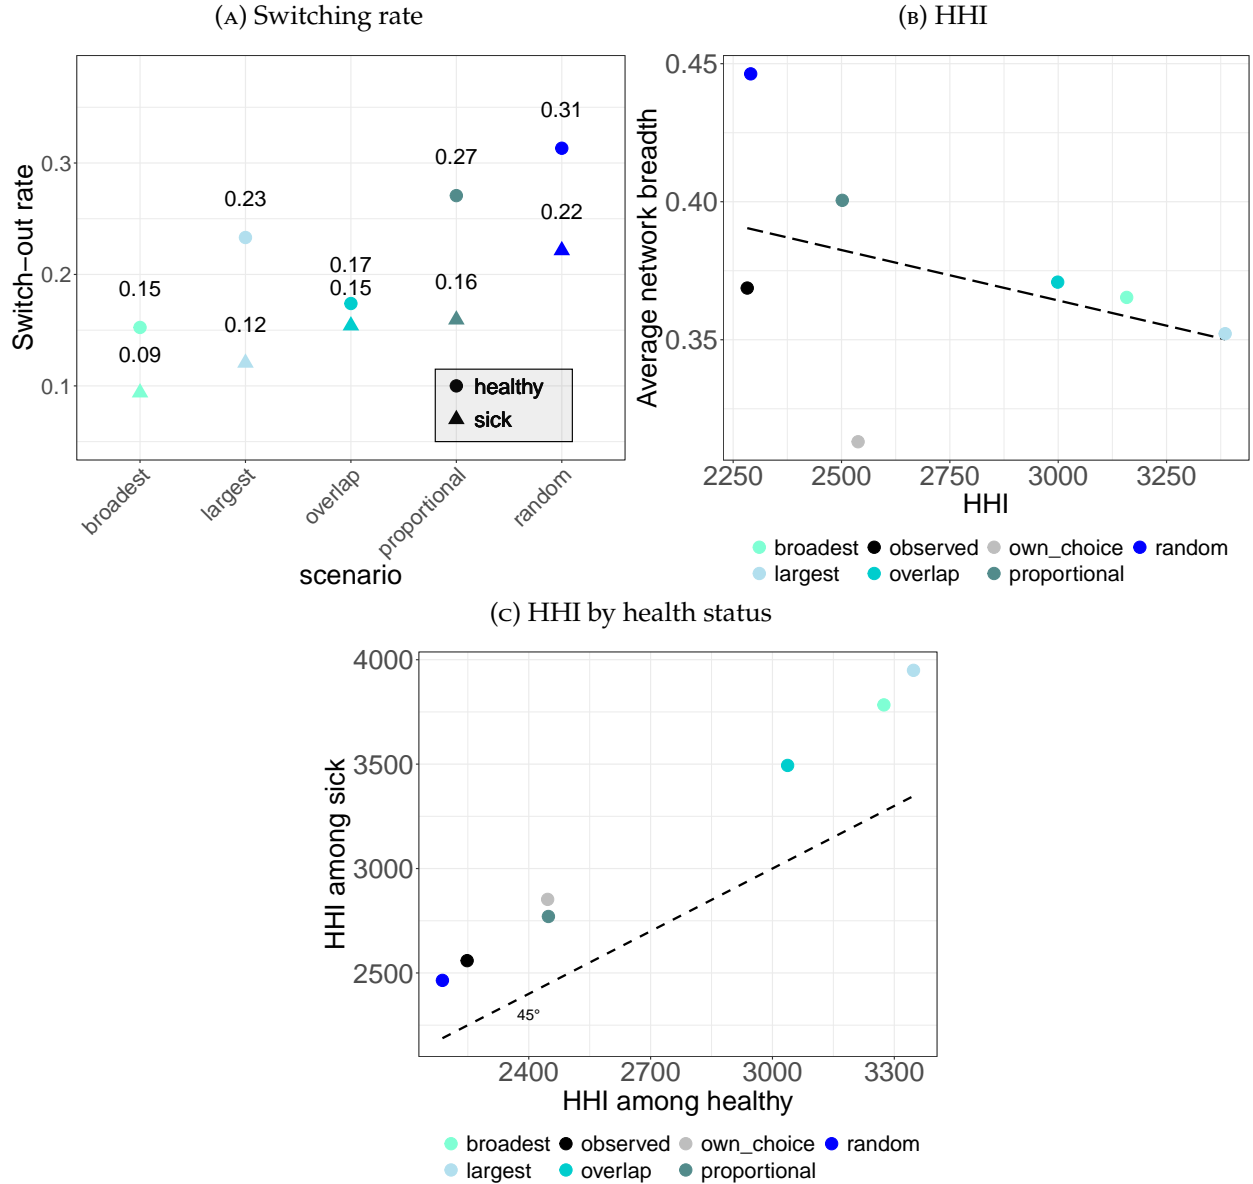 (A) Switching rate
Switch−out rate
0.3
0.2
0.1
0.15
0.09
0.23
0.12
0.17
0.15
0.27
0.16
0.31
0.22
healthy
sick
broadest
largest
overlap
proportional
random
scenario
(B) HHI
Average network breadth
0.45
0.40
0.35
2250 2500 2750 3000 3250
HHI
broadest observed own_choice random
largest overlap proportional
(C) HHI by health status
HHI among sick
4000
3500
3000
2500
45°
2400 2700 3000 3300
HHI among healthy
broadest observed own_choice random
largest overlap proportional